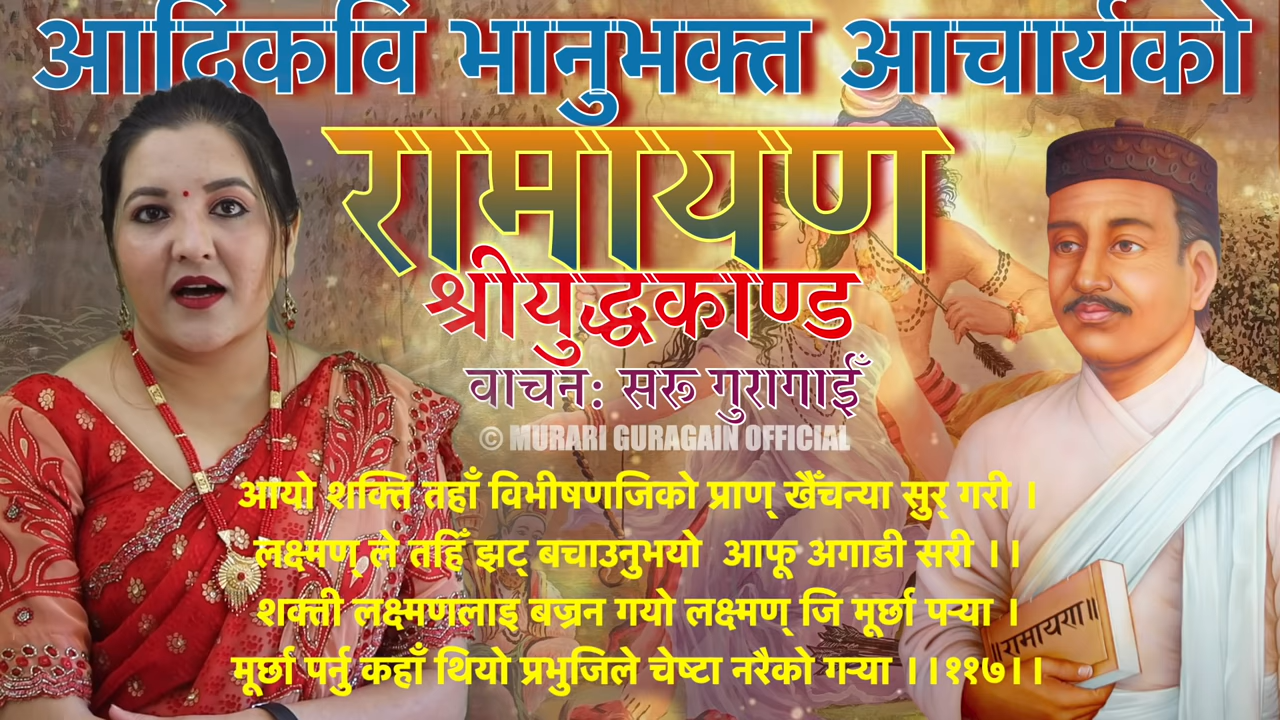 आदिकवि भानुभक्त आचार्यको
रामायण
श्रीयुद्धकाण्ड
वाचन: सरू गुरागाईँ
© MURARI GURAGAIN OFFICIAL
आयो शक्ति तहाँ विभीषणजिको प्राण् खैँचन्या सुर् गरी ।
लक्ष्मण् ले तहिँ झट् बचाउनुभयो आफू अगाडी सरी ।।
शक्ती लक्ष्मणलाइ बज्रन गयो लक्ष्मण् जि मूर्छा पर्‍या ।
मूर्छा पर्नु कहाँ थियो प्रभुजिले चेष्टा नरैको गर्‍या ।।११७।।
॥रामायण॥